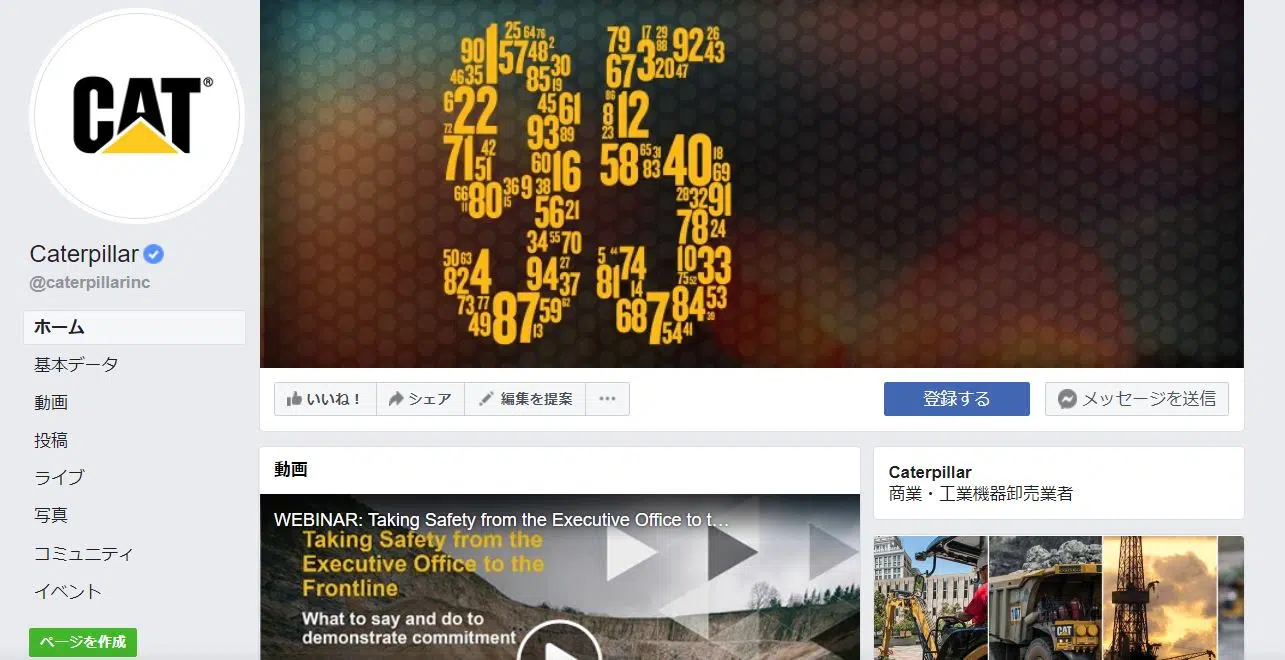 CAT®
Caterpillar
@caterpillarinc
ホーム
基本データ
動画
投稿
ライブ
写真
コミュニティ
イベント
ページを作成
90 1 25 64 76
57 48 2
46 35 85 30
19
6 22 45 61
72 93 89
71 42
51 60 16
66 80 36 9 38
11 15 56 21
34 55 70
50 63 27
82 4 94 37
73 77 59 62
49 87 13
79 17 29 92 26
67 3 88 43
20 47
86
8 12
23
58 65 31 40 18
83 69
28 32 91
78 24
5 44 74 10 33
81 14 75 52
68 7 84 53
54 41 39
いいね！
シェア
編集を提案
登録する
メッセージを送信
動画
WEBINAR: Taking Safety from the Executive Office to t…
Taking Safety from the
Executive Office to the
Frontline
What to say and do to
demonstrate commitment
Caterpillar
商業・工業機器卸売業者
CAT